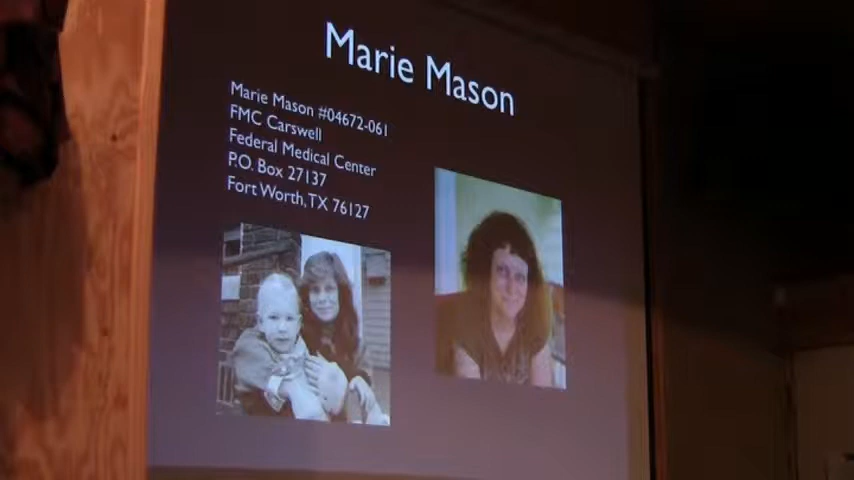 Marie Mason
Marie Mason #04672-061
FMC Carswell
Federal Medical Center
P.O. Box 27137
Fort Worth, TX 76127